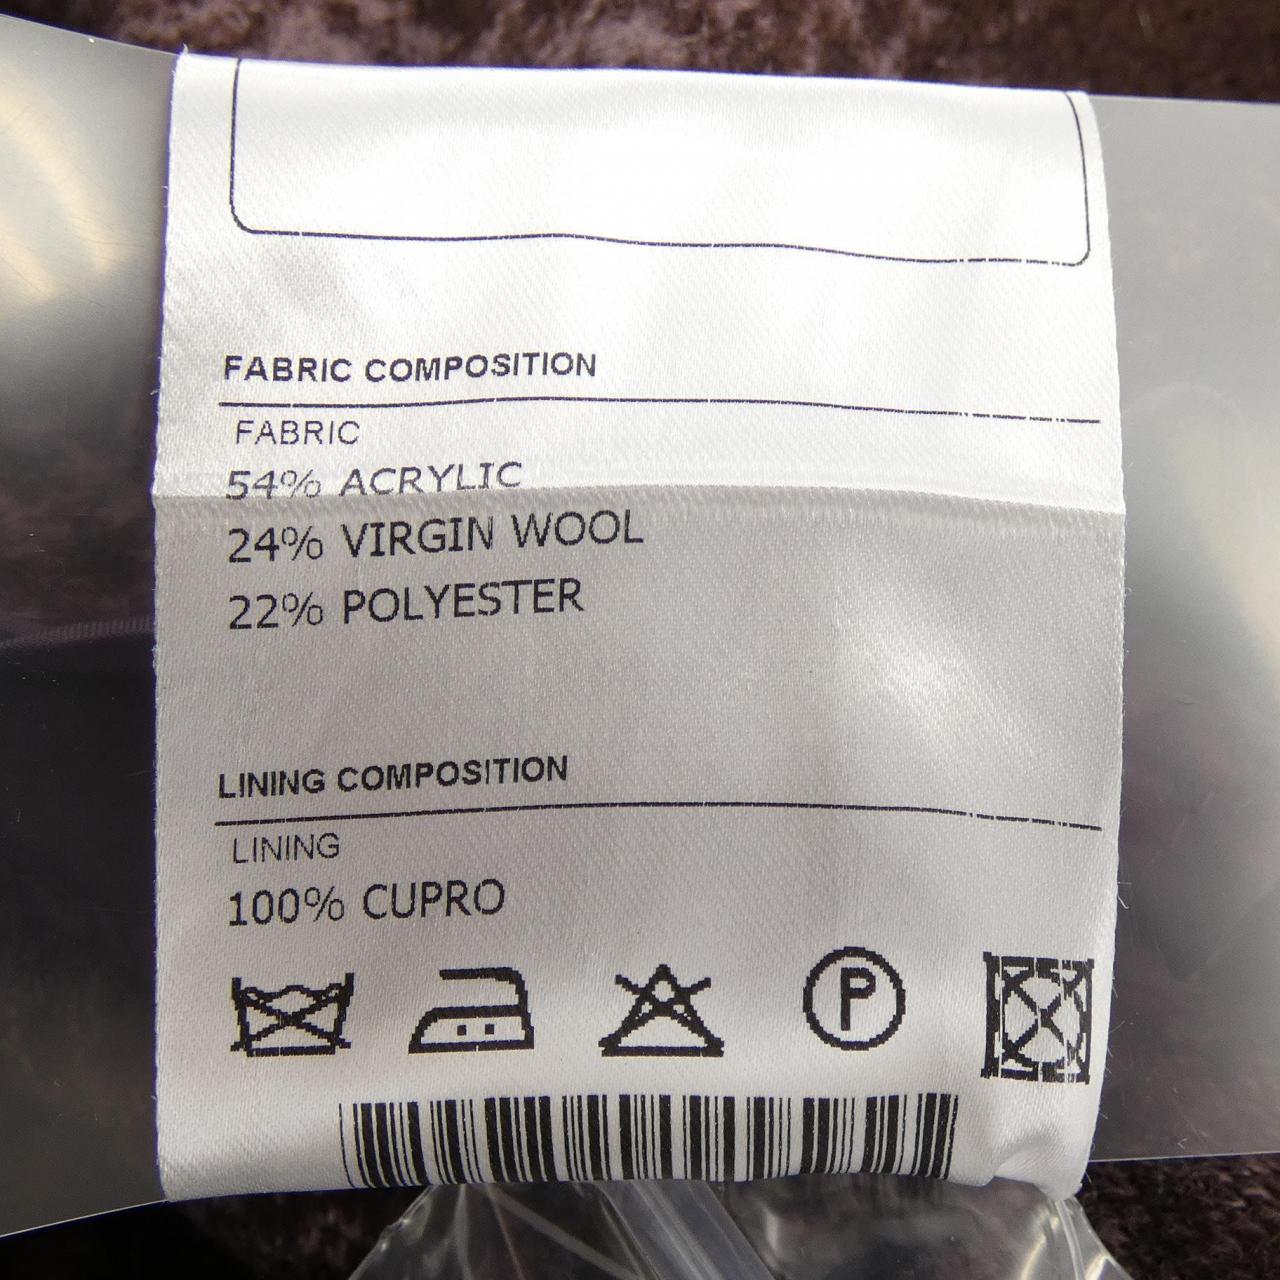 FABRIC COMPOSITION
FABRIC
54% ACRYLIC
24% VIRGIN WOOL
22% POLYESTER
LINING COMPOSITION
LINING
100% CUPRO
P